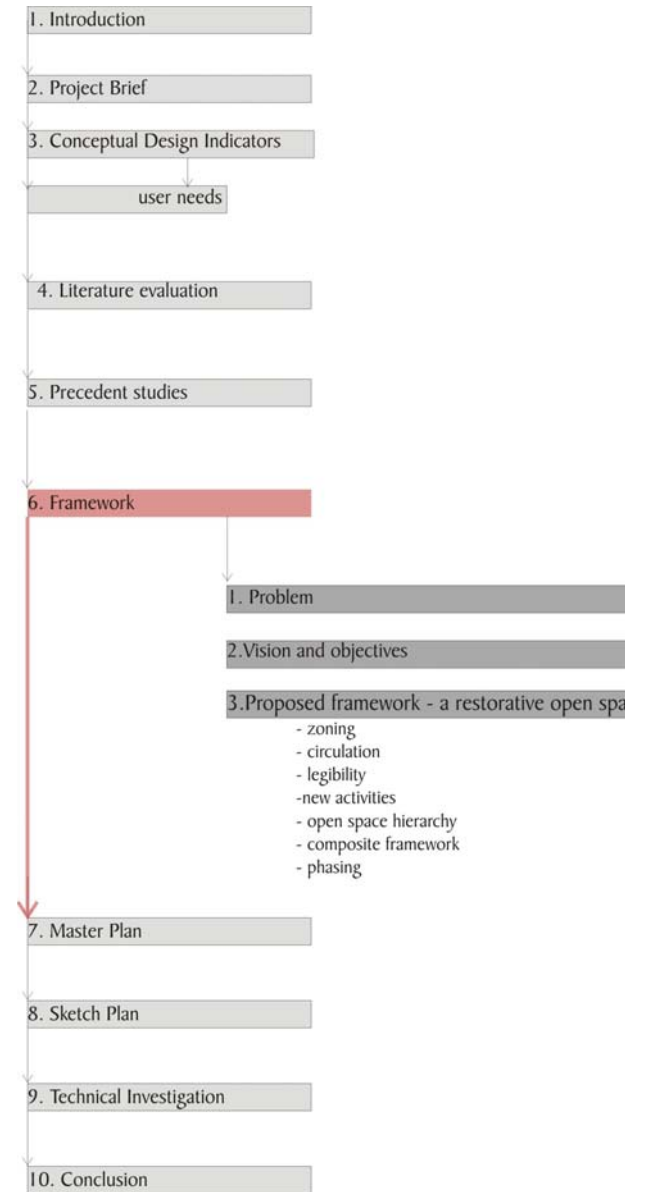 1. Introduction
2. Project Brief
3. Conceptual Design Indicators
user needs
4. Literature evaluation
5. Precedent studies
6. Framework
1. Problem
2.Vision and objectives
3.Proposed framework - a restorative open spa
- zoning
- circulation
- legibility
-new activities
- open space hierarchy
- composite framework
- phasing
7. Master Plan
8. Sketch Plan
9. Technical Investigation
10. Conclusion